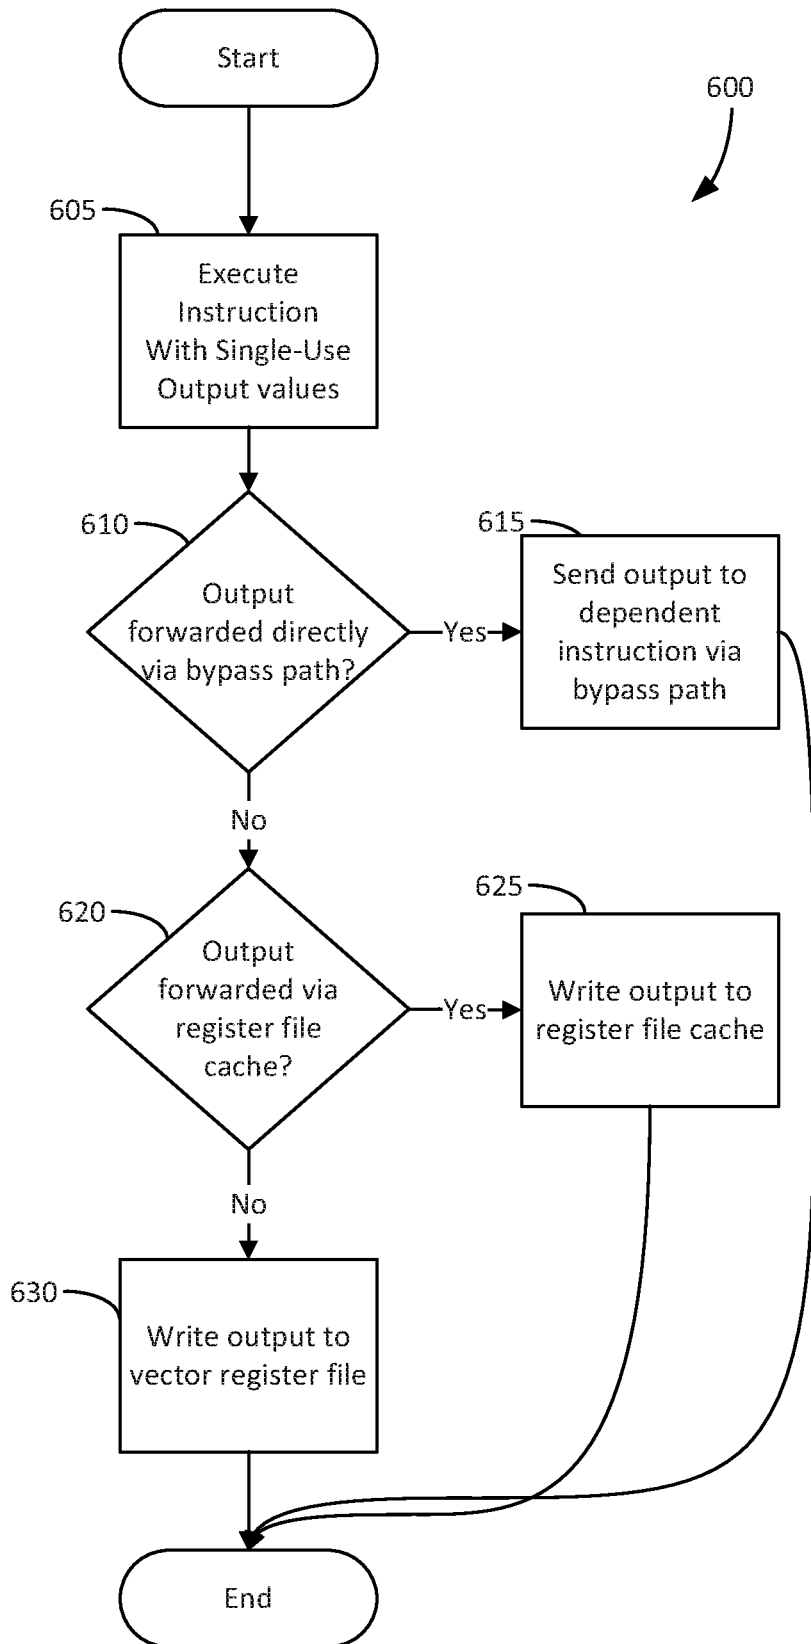 Start
600
605
Execute
Instruction
With Single-Use
Output values
610
Output
forwarded directly
via bypass path?
Yes
615
Send output to
dependent
instruction via
bypass path
No
620
Output
forwarded via
register file
cache?
Yes
625
Write output to
register file cache
No
630
Write output to
vector register file
End